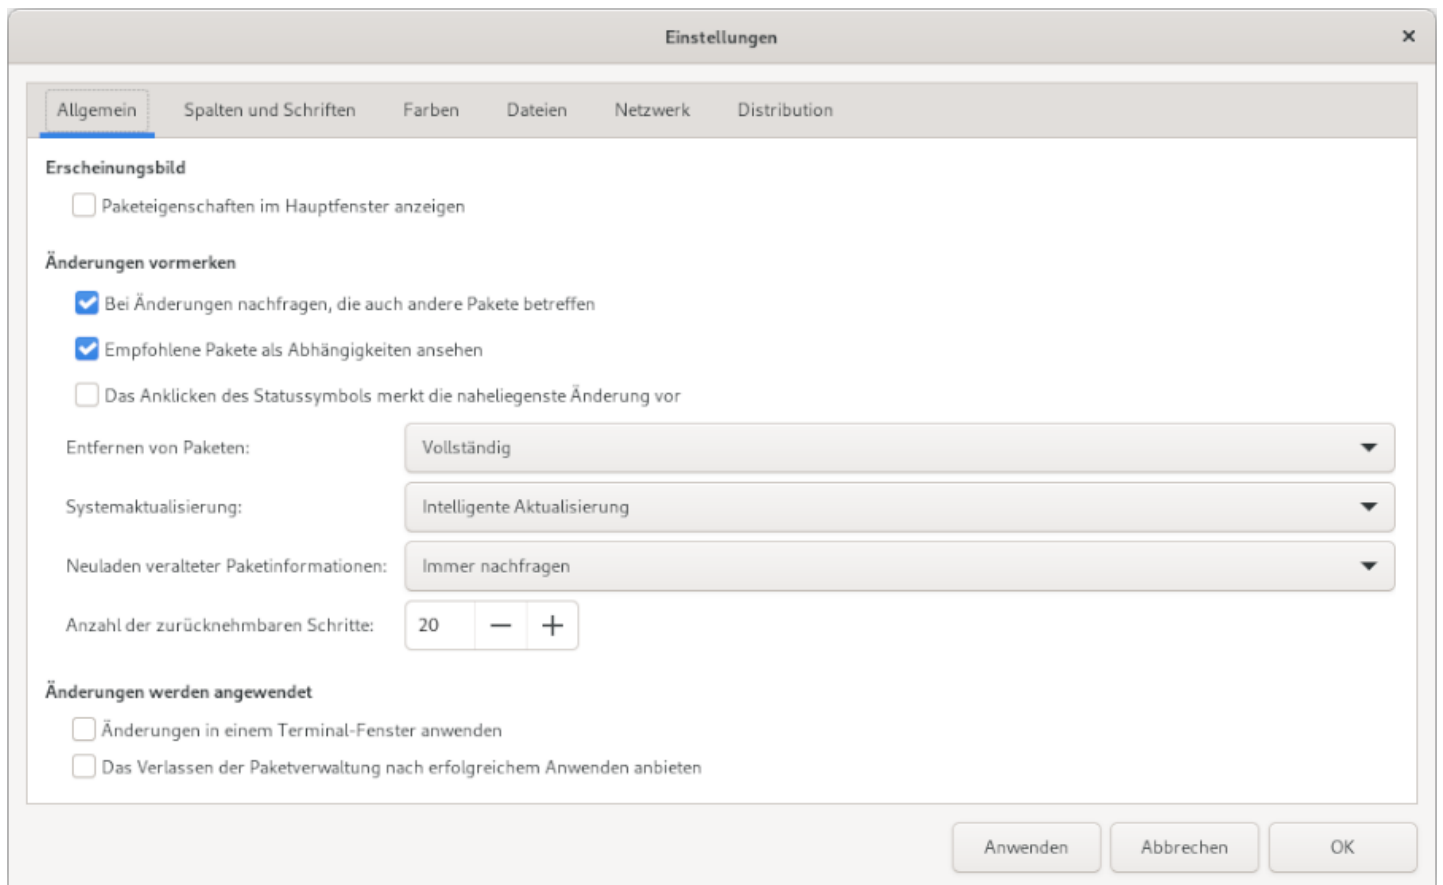 Einstellungen
Allgemein Spalten und Schriften Farben Dateien Netzwerk Distribution
Erscheinungsbild
Paketeigenschaften im Hauptfenster anzeigen
Änderungen vormerken
Bei Änderungen nachfragen, die auch andere Pakete betreffen
Empfohlene Pakete als Abhängigkeiten ansehen
Das Anklicken des Statussymbols merkt die naheliegenste Änderung vor
Entfernen von Paketen: Vollständig
Systemaktualisierung: Intelligente Aktualisierung
Neuladen veralteter Paketinformationen: Immer nachfragen
Anzahl der zurücknehmbaren Schritte: 20
Änderungen werden angewendet
Änderungen in einem Terminal-Fenster anwenden
Das Verlassen der Paketverwaltung nach erfolgreichem Anwenden anbieten
Anwenden Abbrechen OK